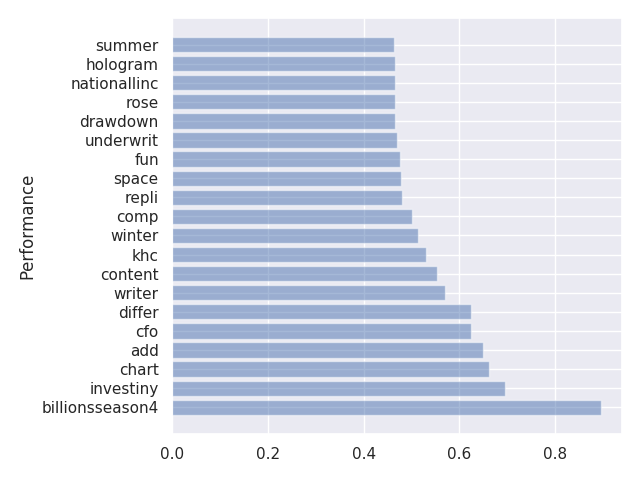 summer
hologram
nationallinc
rose
drawdown
underwrit
fun
space
repli
comp
winter
khc
content
writer
differ
cfo
add
chart
investiny
billionsseason4
Performance
0.0 0.2 0.4 0.6 0.8